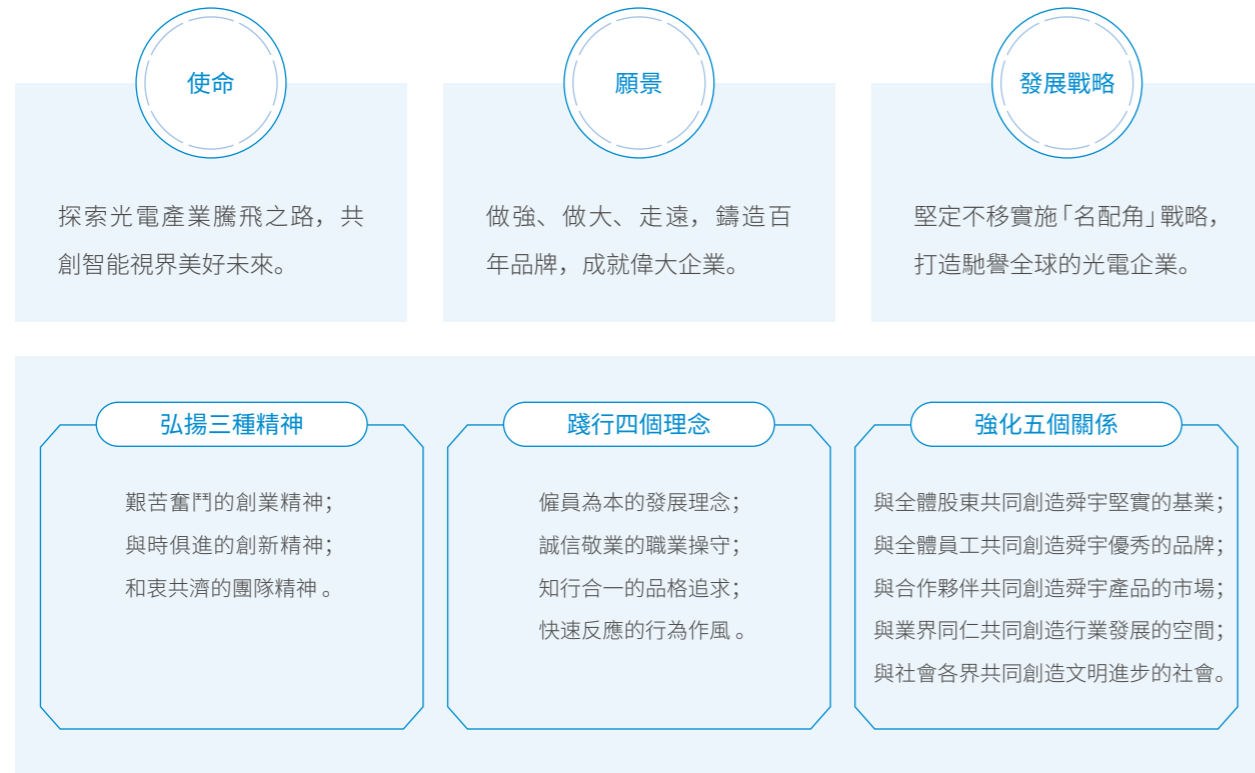 使命
探索光電產業騰飛之路，共
創智能視界美好未來。
願景
做強、做大、走遠，鑄造百
年品牌，成就偉大企業。
發展戰略
堅定不移實施「名配角」戰略，
打造馳譽全球的光電企業。
弘揚三種精神
艱苦奮鬥的創業精神；
與時俱進的創新精神；
和衷共濟的團隊精神。
踐行四個理念
僱員為本的發展理念；
誠信敬業的職業操守；
知行合一的品格追求；
快速反應的行為作風。
強化五個關係
與全體股東共同創造舜宇堅實的基業；
與全體員工共同創造舜宇優秀的品牌；
與合作夥伴共同創造舜宇產品的市場；
與業界同仁共同創造行業發展的空間；
與社會各界共同創造文明進步的社會。